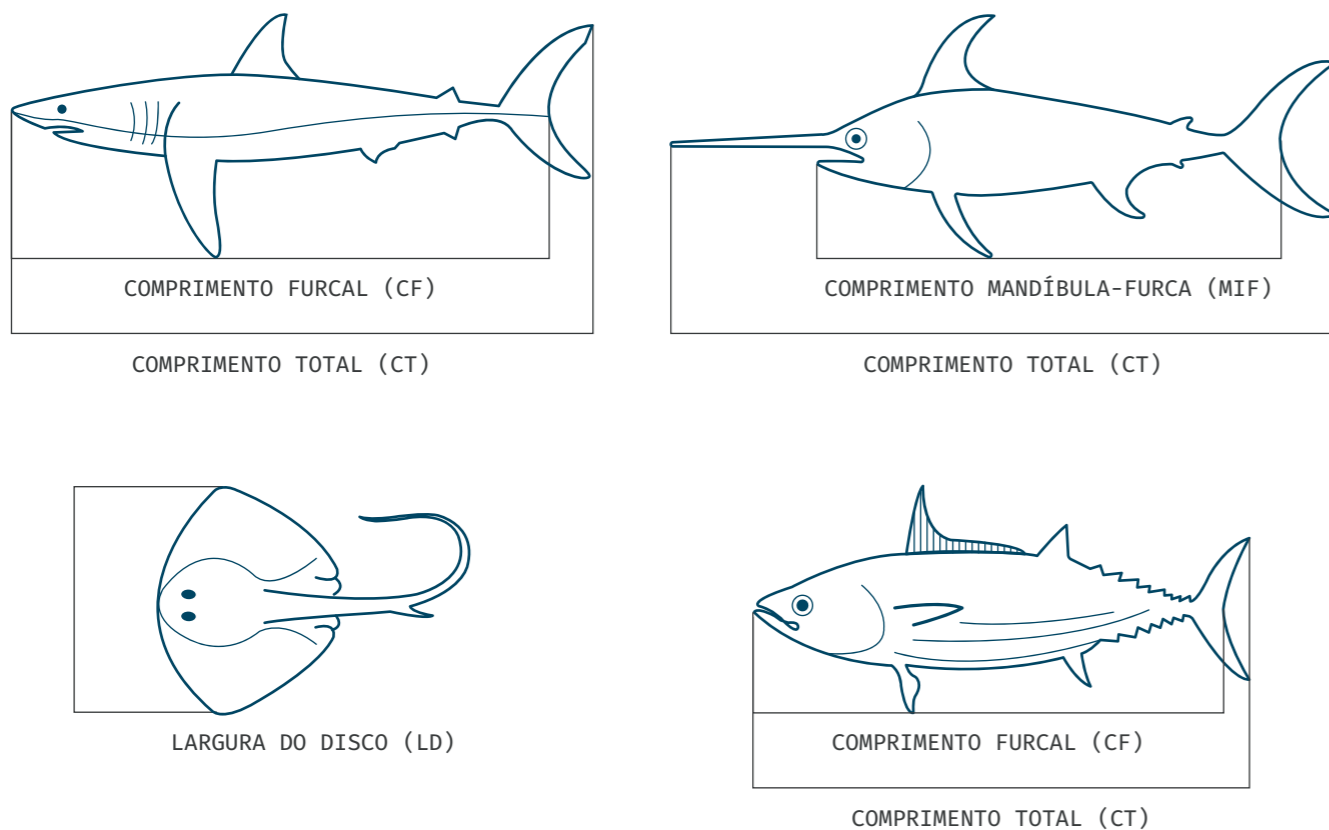 COMPRIMENTO FURCAL (CF)
COMPRIMENTO TOTAL (CT)
COMPRIMENTO MANDÍBULA-FURCA (MIF)
COMPRIMENTO TOTAL (CT)
LARGURA DO DISCO (LD)
COMPRIMENTO FURCAL (CF)
COMPRIMENTO TOTAL (CT)